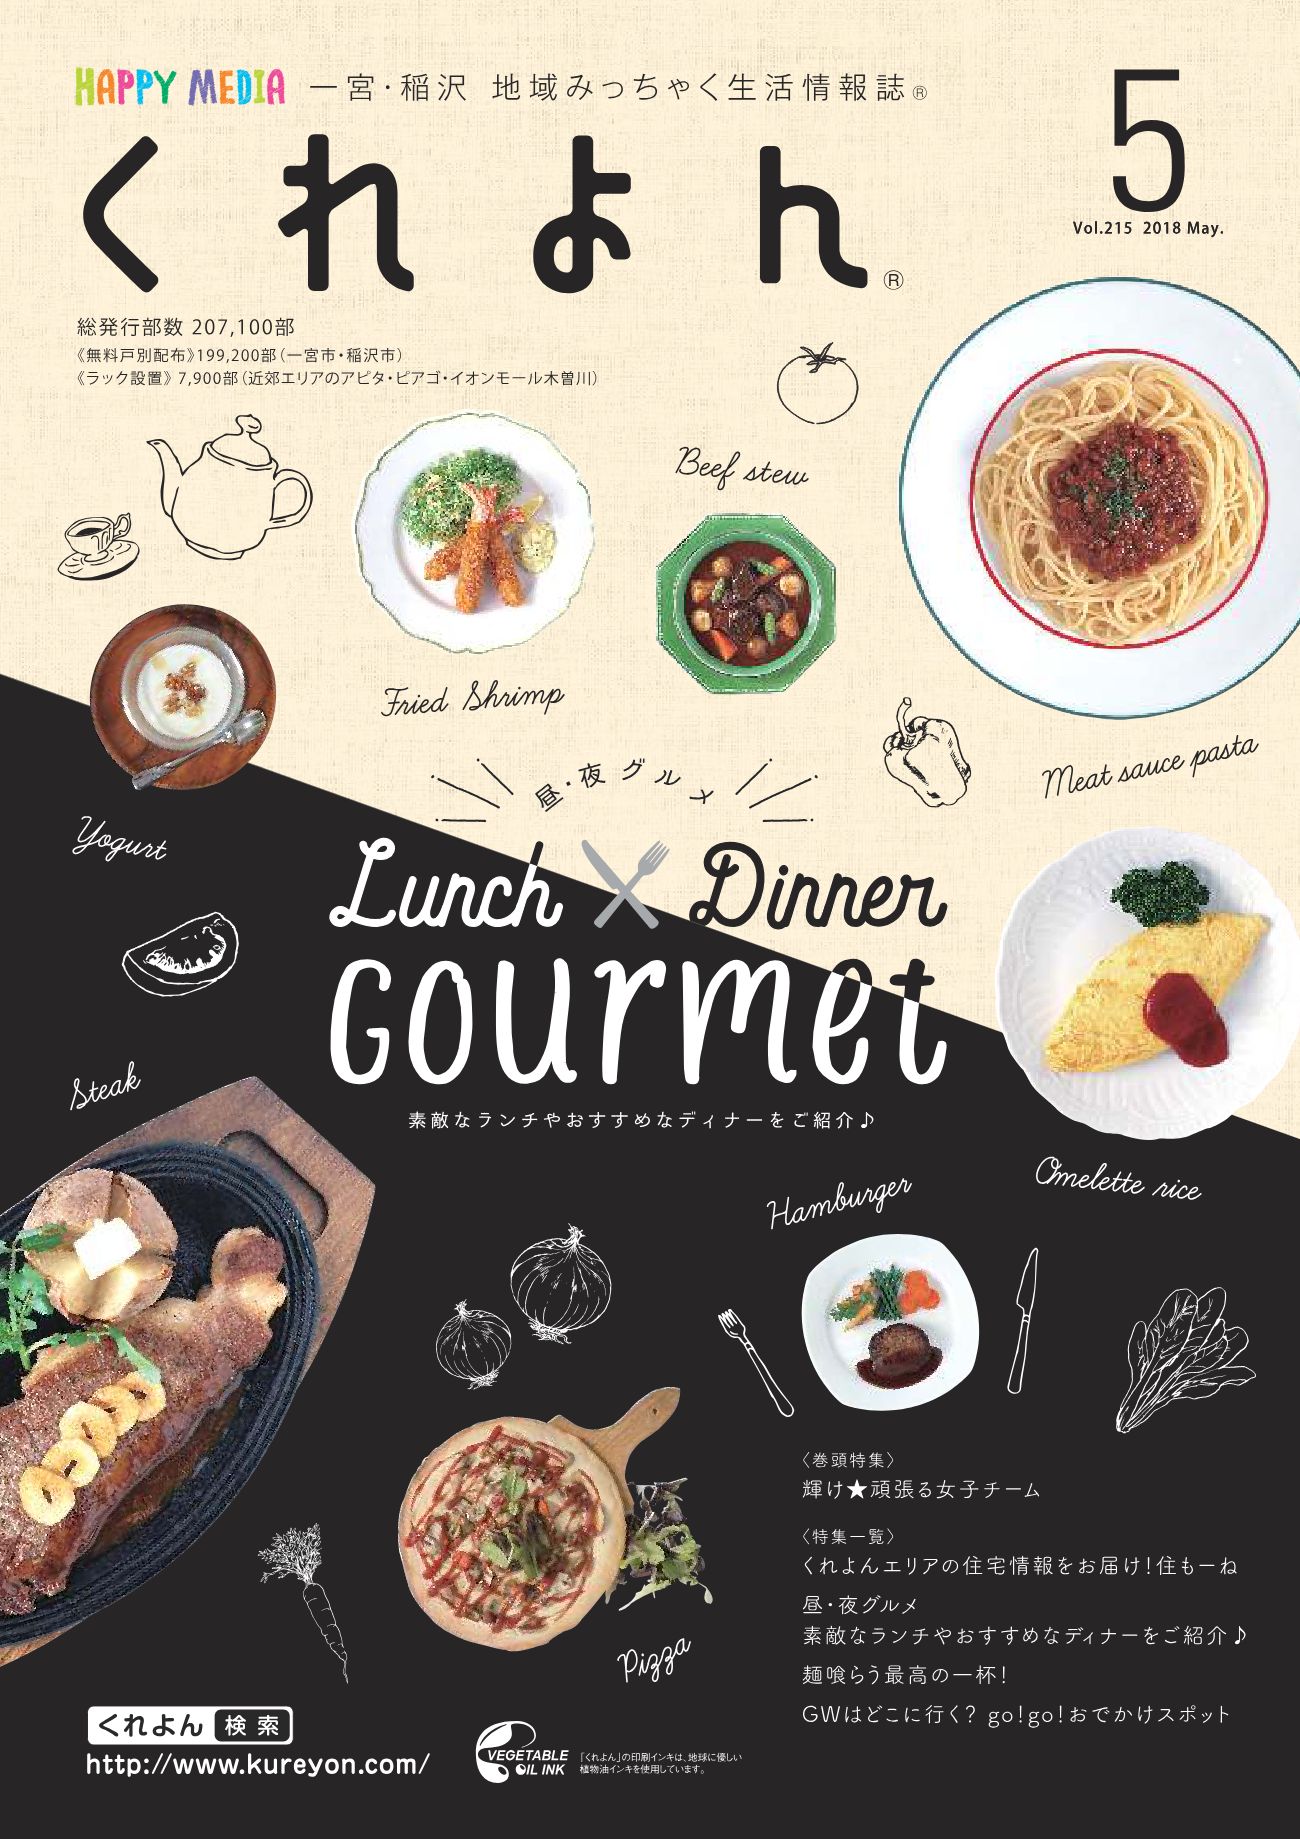 HAPPY MEDIA 一宮・稲沢 地域みっちゃく生活情報誌®
くれよん®
5
Vol.215 2018 May.
総発行部数 207,100部
《無料戸別配布》199,200部（一宮市・稲沢市）
《ラック設置》 7,900部（近郊エリアのアピタ・ピアゴ・イオンモール木曽川）
Beef stew
Fried Shrimp
Meat sauce pasta
Yogurt
昼・夜 グルメ
Lunch Dinner
Gourmet
素敵なランチやおすすめなディナーをご紹介♪
Steak
Omelette rice
Hamburger
Pizza
〈巻頭特集〉
輝け★頑張る女子チーム
〈特集一覧〉
くれよんエリアの住宅情報をお届け！住もーね
昼・夜グルメ
素敵なランチやおすすめなディナーをご紹介♪
麺喰らう最高の一杯！
GWはどこに行く？ go!go!おでかけスポット
くれよん 検索
http://www.kureyon.com/
VEGETABLE
OIL INK
「くれよん」の印刷インキは、地球に優しい
植物油インキを使用しています。